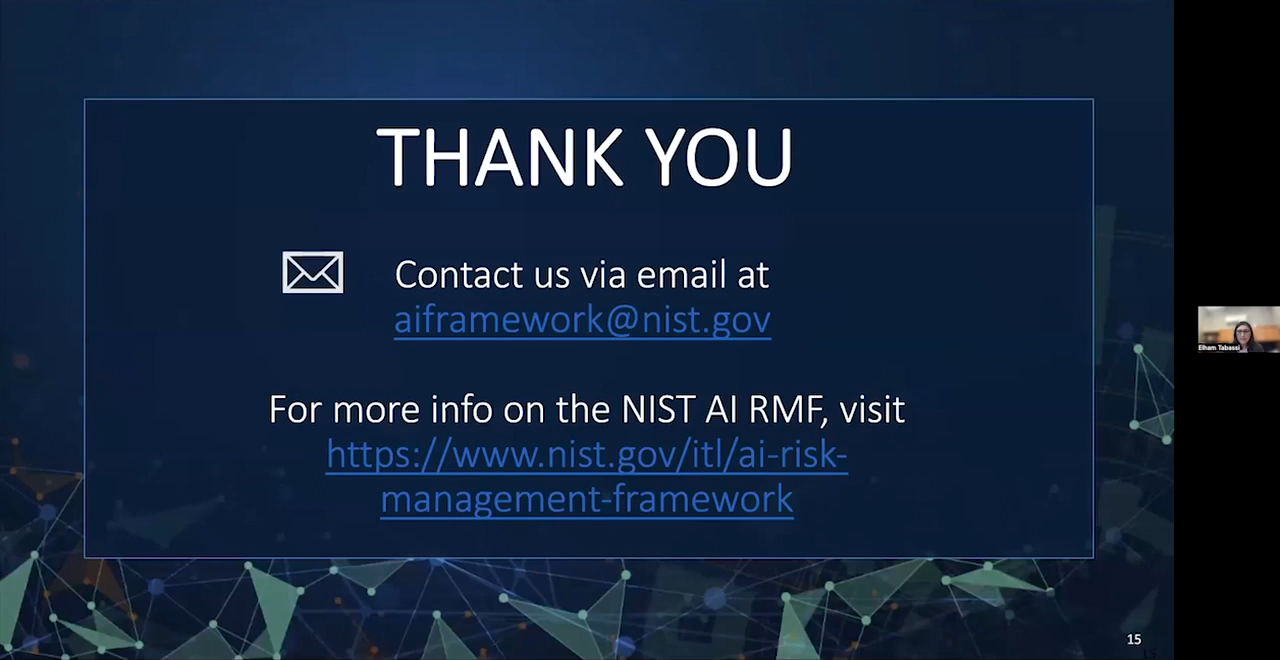 THANK YOU
Contact us via email at
aiframework@nist.gov
For more info on the NIST AI RMF, visit
https://www.nist.gov/itl/ai-risk-
management-framework
Elham Tabassi
15
15